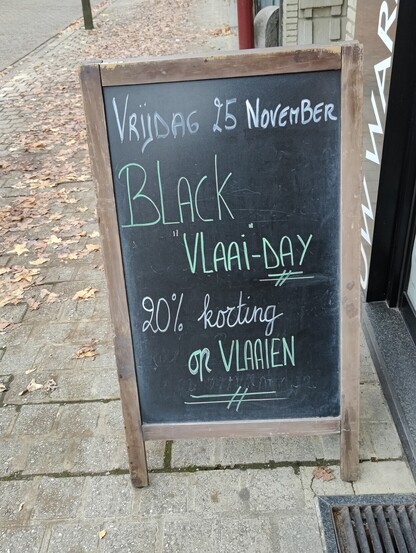 VRIJDAG 25 NOVEMBER
BLACK
"VLAAI"-DAY
20% korting
op VLAAIEN